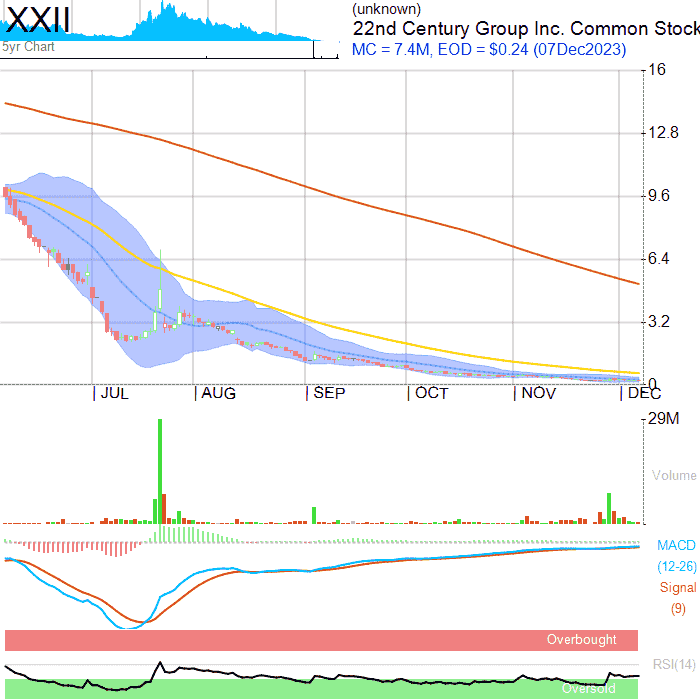 XXII
(unknown)
22nd Century Group Inc. Common Stock
5yr Chart
MC = 7.4M, EOD = $0.24 (07Dec2023)
16
12.8
9.6
6.4
3.2
0
JUL AUG SEP OCT NOV DEC
29M
Volume
MACD
(12-26)
Signal
(9)
Overbought
RSI(14)
Oversold